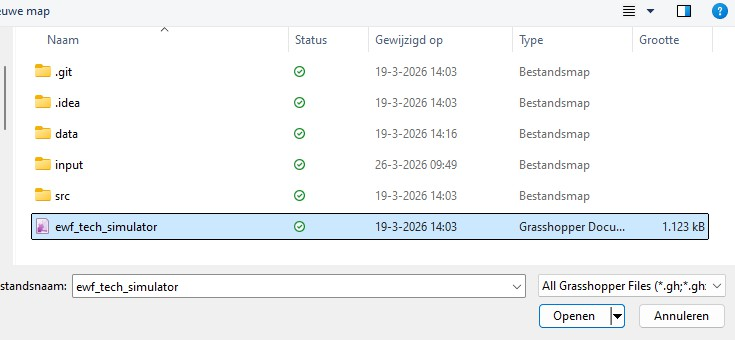 euwe map
Naam Status Gewijzigd op Type Grootte
.git 19-3-2026 14:03 Bestandsmap
.idea 19-3-2026 14:03 Bestandsmap
data 19-3-2026 14:16 Bestandsmap
input 26-3-2026 09:49 Bestandsmap
src 19-3-2026 14:03 Bestandsmap
ewf_tech_simulator 19-3-2026 14:03 Grasshopper Docu... 1.123 kB
standsnaam: ewf_tech_simulator All Grasshopper Files (*.gh;*.gh:
Openen Annuleren